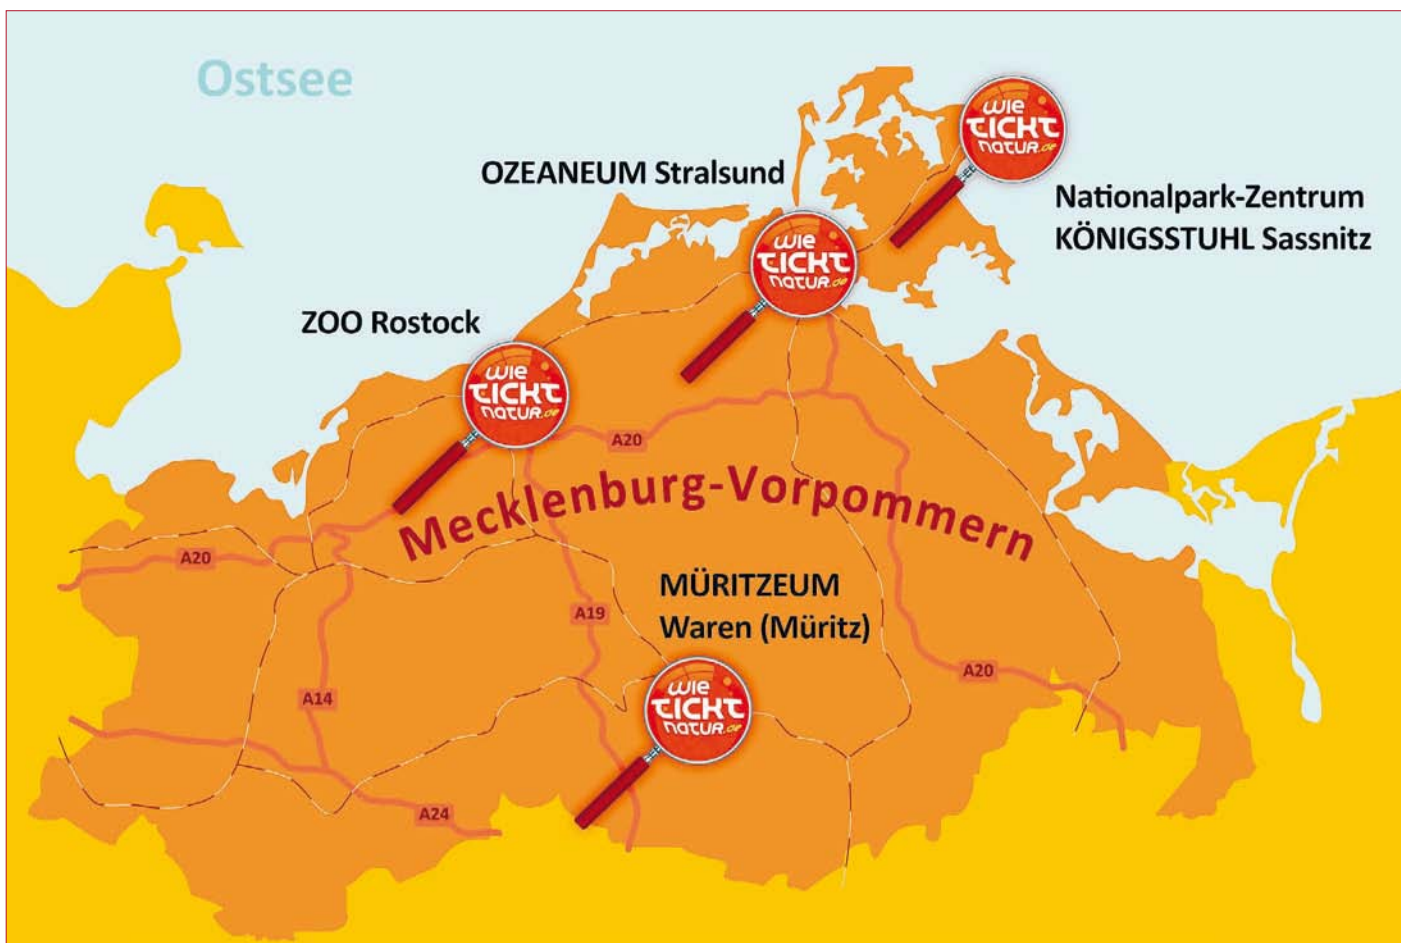 Ostsee
wie
tickt
natur.de
OZEANEUM Stralsund
Nationalpark-Zentrum
KÖNIGSSTUHL Sassnitz
wie
tickt
natur.de
ZOO Rostock
wie
tickt
natur.de
A20
Mecklenburg-Vorpommern
A20
MÜRITZEUM
Waren (Müritz)
A19
A20
A14
wie
tickt
natur.de
A24